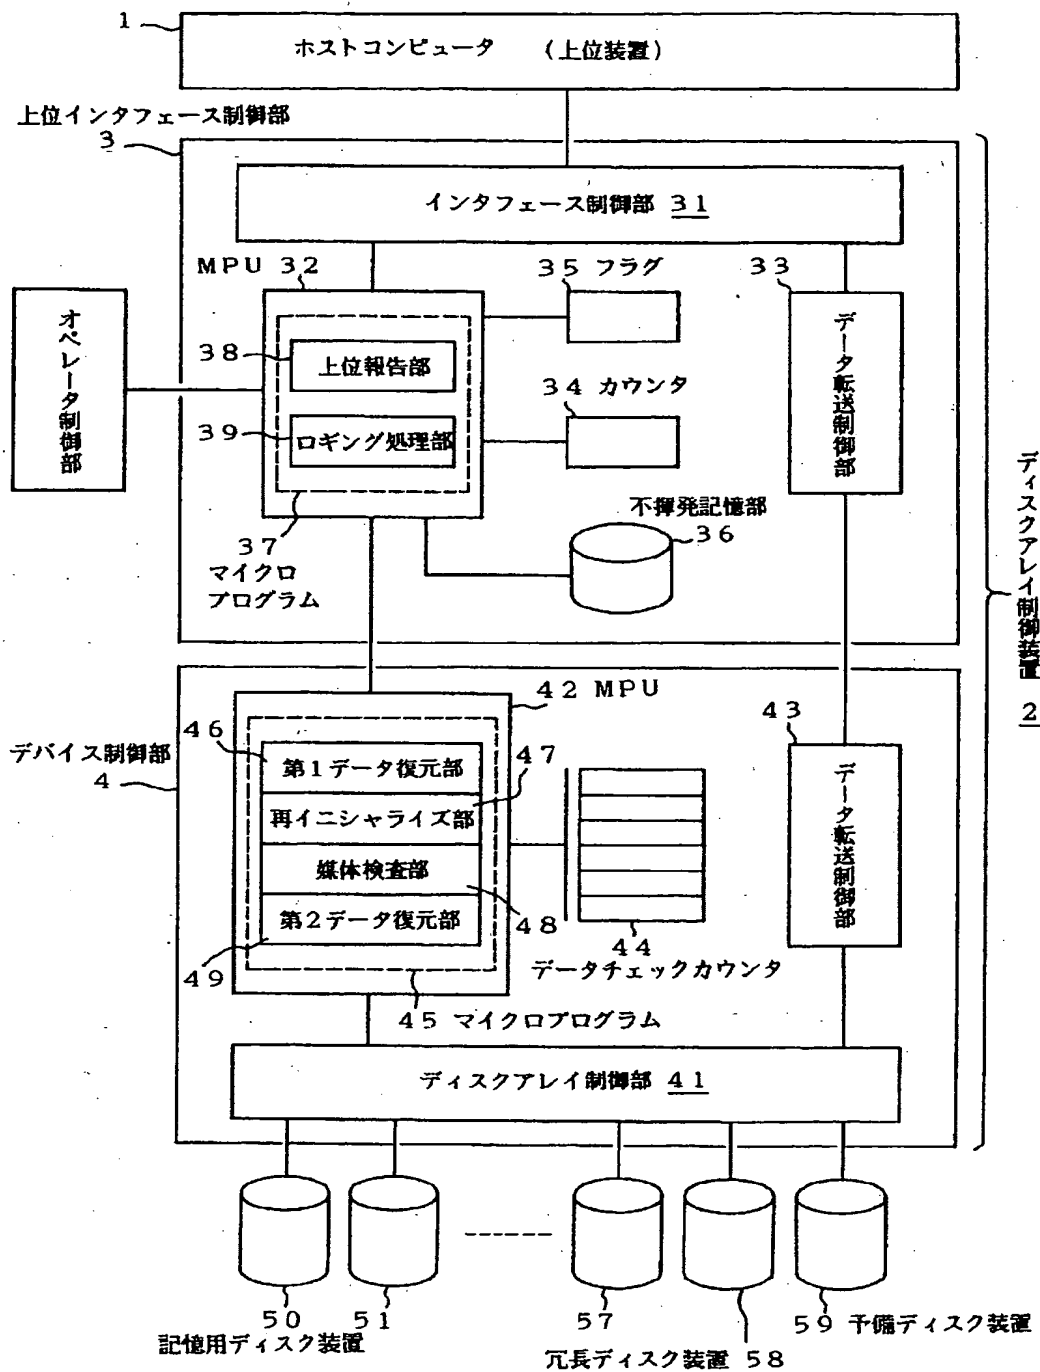 1
ホストコンピュータ (上位装置)
上位インタフェース制御部
3
インタフェース制御部 31
MPU 32
35 フラグ
33
オペレータ制御部
38
上位報告部
データ転送制御部
34 カウンタ
39
ロギング処理部
不揮発記憶部
36
37
マイクロ
プログラム
ディスクアレイ制御装置 2
42 MPU
43
46
デバイス制御部
4
第1データ復元部
47
再イニシャライズ部
データ転送制御部
媒体検査部
48
第2データ復元部
44
49
データチェックカウンタ
45 マイクロプログラム
ディスクアレイ制御部 41
50
51
57
59 予備ディスク装置
記憶用ディスク装置
冗長ディスク装置 58